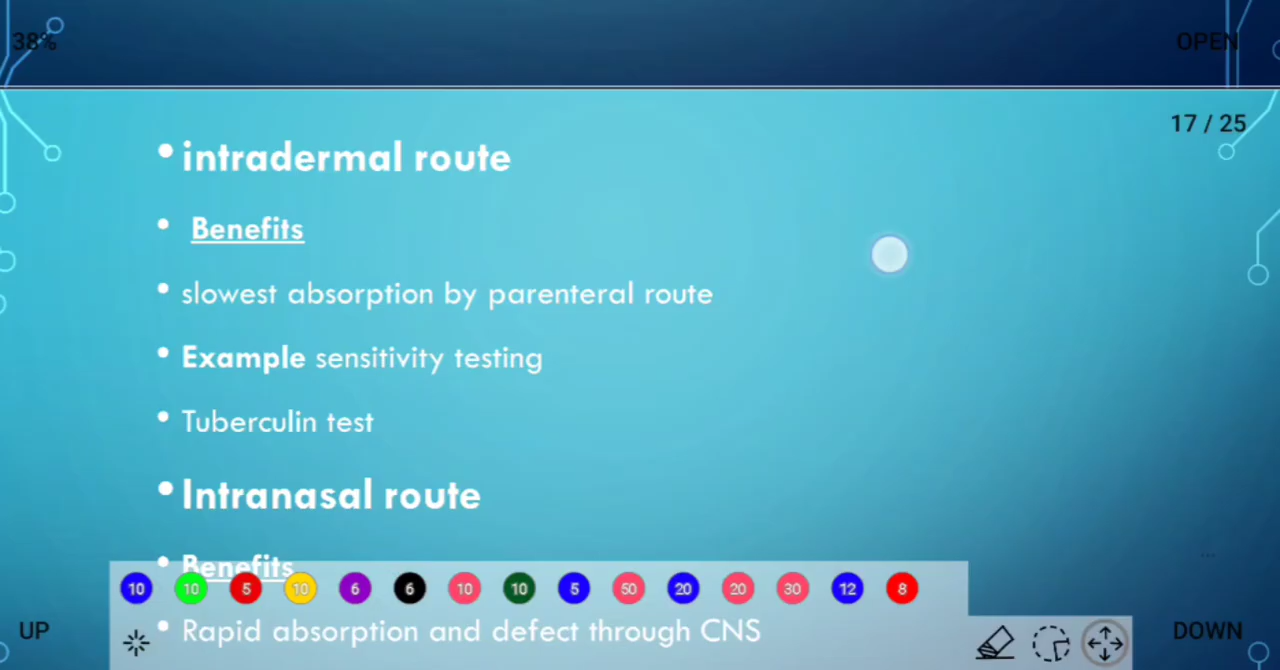 38%
OPEN
17 / 25
• intradermal route
• Benefits
• slowest absorption by parenteral route
• Example sensitivity testing
• Tuberculin test
• Intranasal route
• Benefits
10 10 5 10 6 6 10 10 5 50 20 20 30 12 8
UP
• Rapid absorption and defect through CNS
DOWN